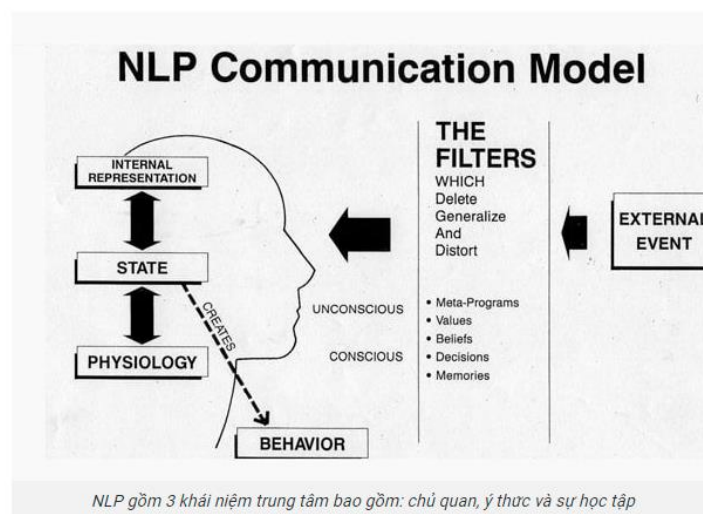 NLP Communication Model
INTERNAL
REPRESENTATION
STATE
PHYSIOLOGY
CREATES
BEHAVIOR
UNCONSCIOUS
CONSCIOUS
THE
FILTERS
WHICH
Delete
Generalize
And
Distort
• Meta-Programs
• Values
• Beliefs
• Decisions
• Memories
EXTERNAL
EVENT
NLP gồm 3 khái niệm trung tâm bao gồm: chủ quan, ý thức và sự học tập